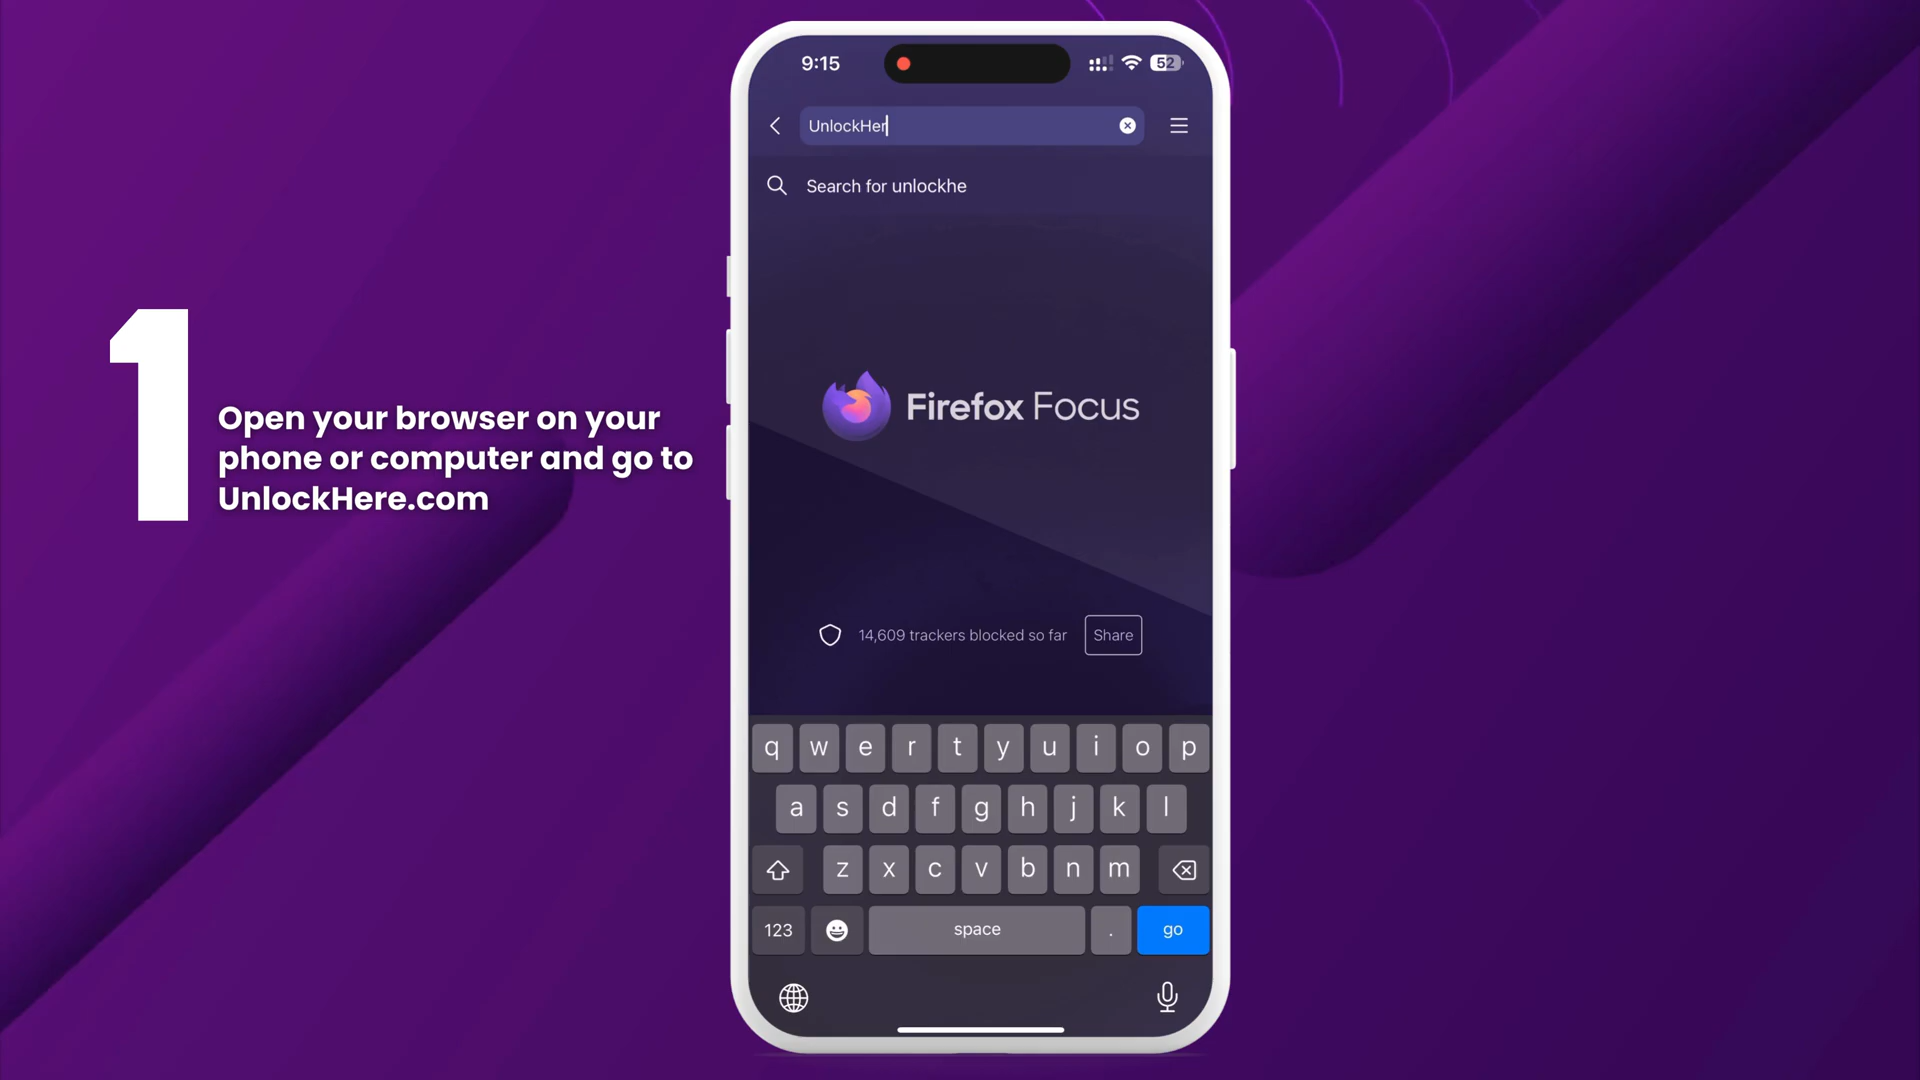 1
Open your browser on your
phone or computer and go to
UnlockHere.com
9:15
52
UnlockHer
Search for unlockhe
Firefox Focus
14,609 trackers blocked so far
Share
q w e r t y u i o p
a s d f g h j k l
z x c v b n m
123 space . go